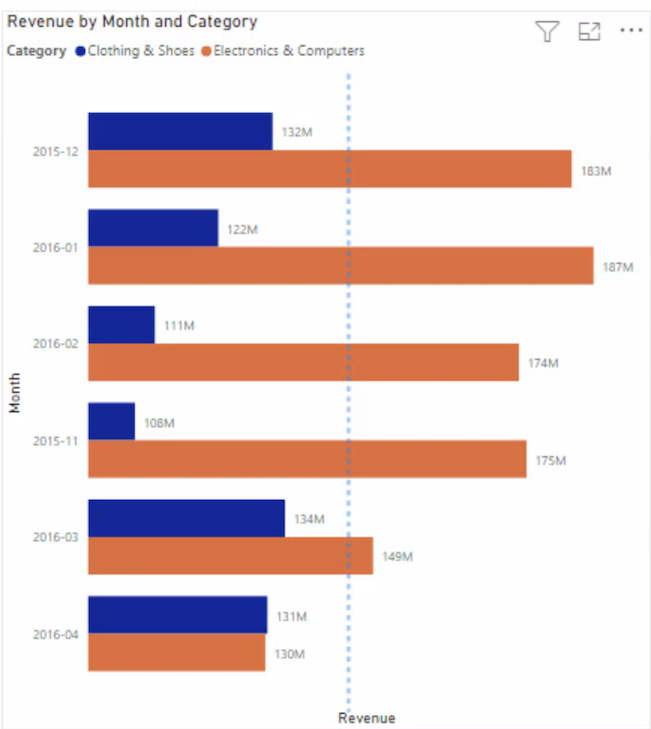 Revenue by Month and Category
Category Clothing & Shoes Electronics & Computers
132M
2015-12
183M
122M
2016-01
187M
111M
2016-02
174M
108M
2015-11
175M
134M
2016-03
149M
131M
2016-04
130M
Month
Revenue